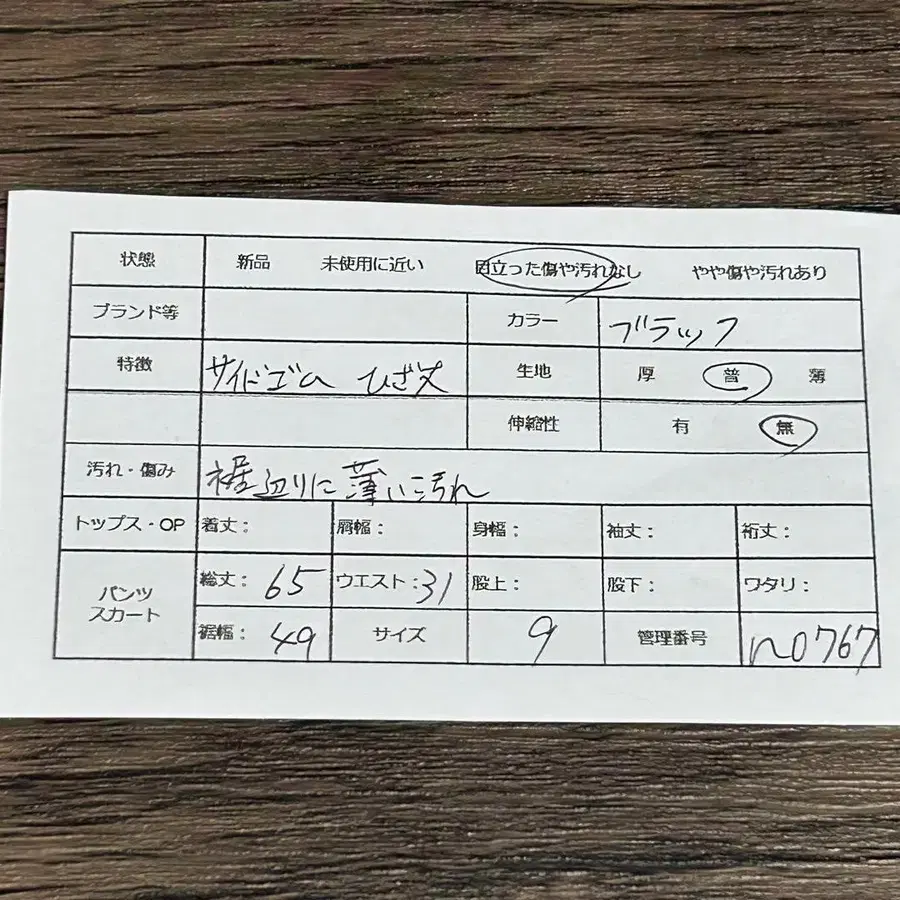 状態 新品 未使用に近い 目立った傷や汚れなし やや傷や汚れあり
ブランド等 カラー ブラック
特徴 サイドゴム ひざ丈 生地 厚 普 薄
伸縮性 有 無
汚れ・傷み 裾辺りに薄い汚れ
トップス・OP 着丈: 肩幅: 身幅: 袖丈: 裄丈:
パンツ スカート 総丈: 65 ウエスト: 31 股上: 股下: ワタリ:
裾幅: 49 サイズ 9 管理番号 n0767